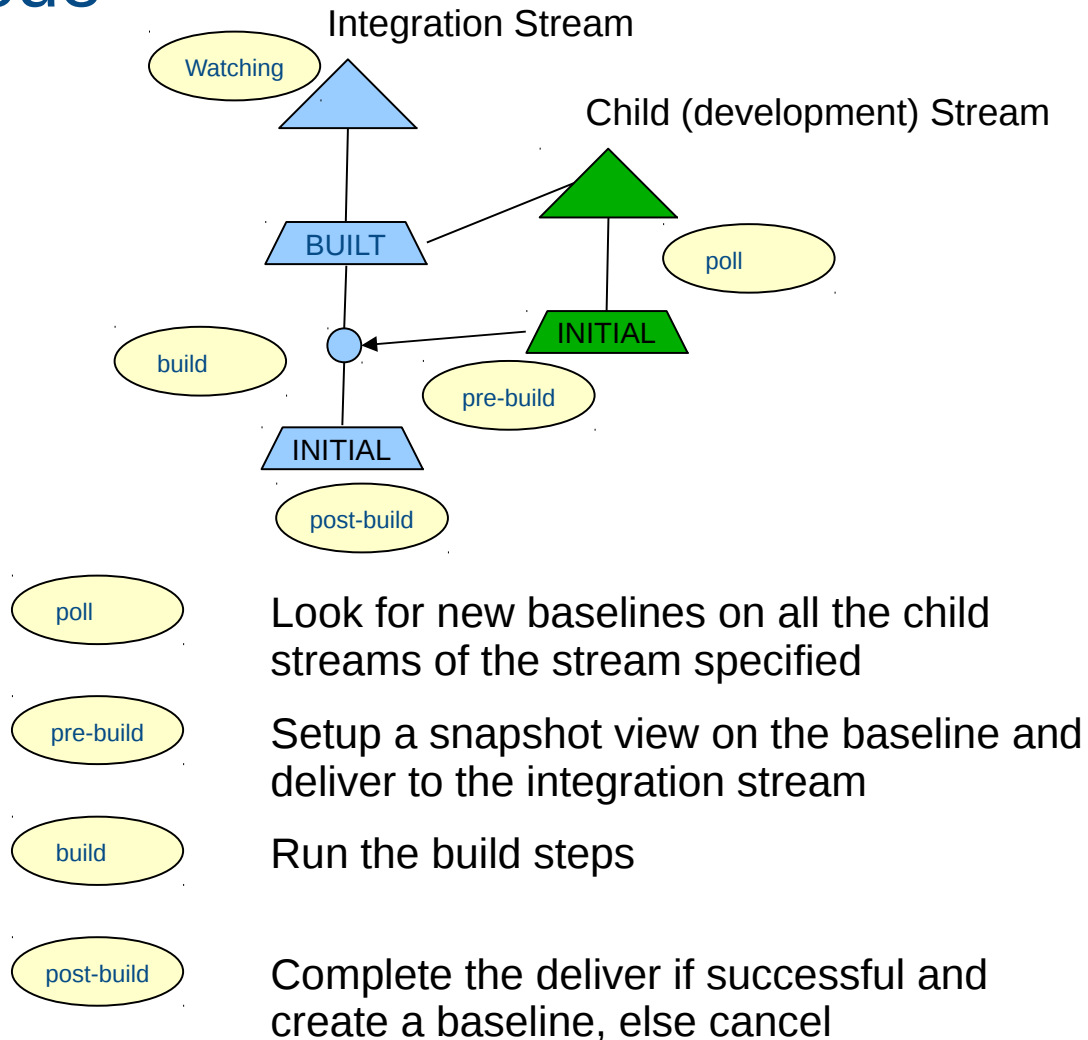 Integration Stream
Watching
Child (development) Stream
BUILT
poll
INITIAL
build
pre-build
INITIAL
post-build
poll
Look for new baselines on all the child
streams of the stream specified
pre-build
Setup a snapshot view on the baseline and
deliver to the integration stream
build
Run the build steps
post-build
Complete the deliver if successful and
create a baseline, else cancel